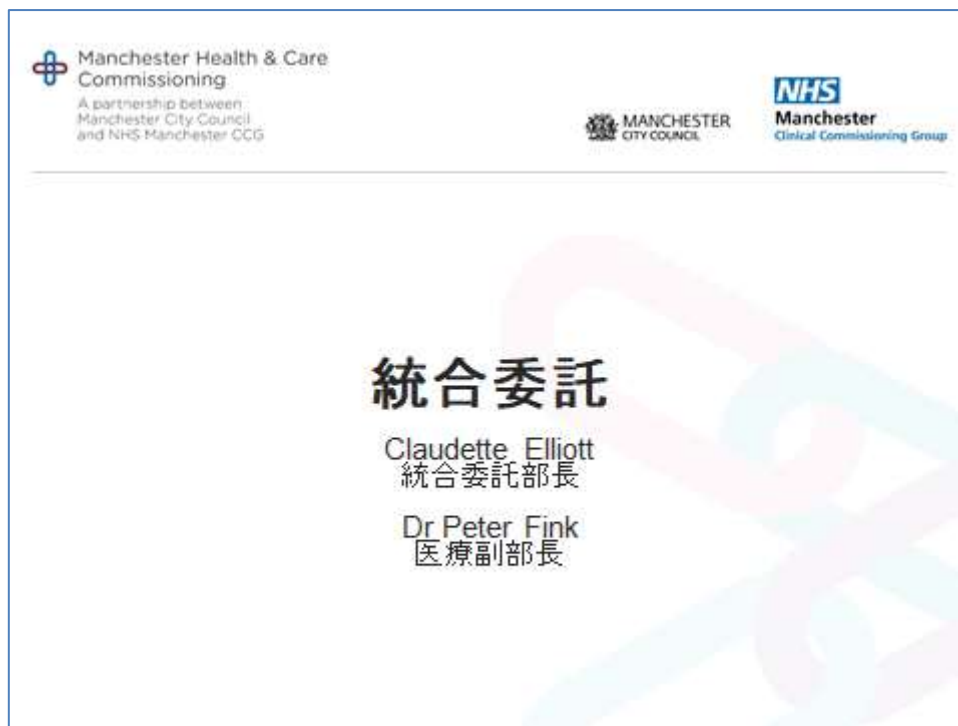 Manchester Health & Care
Commissioning
A partnership between
Manchester City Council
and NHS Manchester CCG
MANCHESTER
CITY COUNCIL
NHS
Manchester
Clinical Commissioning Group
統合委託
Claudette Elliott
統合委託部長
Dr Peter Fink
医療副部長